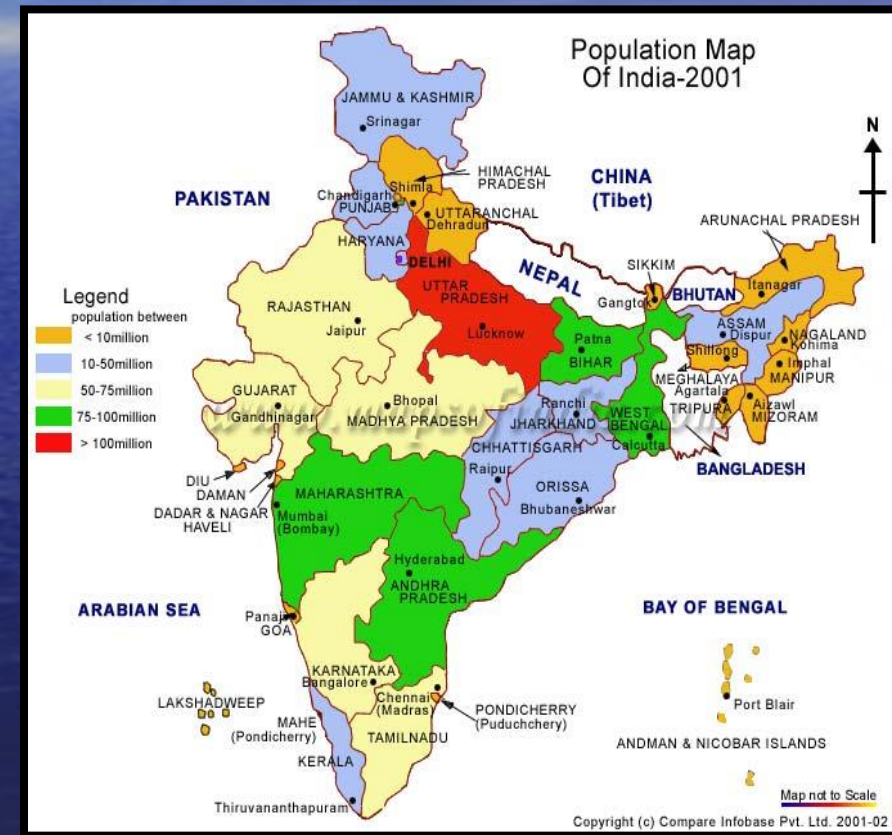 Population Map
Of India-2001
N
JAMMU & KASHMIR
Srinagar
HIMACHAL
PRADESH
CHINA
(Tibet)
PAKISTAN
Chandigarh
Shimla
PUNJAB
UTTARANCHAL
Dehradun
ARUNACHAL PRADESH
HARYANA
DELHI
NEPAL
SIKKIM
Gangtok
BHUTAN
Itanagar
Legend
population between
< 10million
10-50million
50-75million
75-100million
> 100million
RAJASTHAN
Jaipur
UTTAR
PRADESH
Lucknow
Patna
BIHAR
ASSAM
Dispur
NAGALAND
Kohima
Shillong
Imphal
MEGHALAYA
MANIPUR
Agartala
TRIPURA
Aizawl
MIZORAM
GUJARAT
Gandhinagar
Bhopal
MADHYA PRADESH
Ranchi
JHARKHAND
WEST
BENGAL
Calcutta
CHHATTISGARH
Raipur
BANGLADESH
DIU
DAMAN
DADAR & NAGAR
HAVELI
MAHARASHTRA
Mumbai
(Bombay)
ORISSA
Bhubaneshwar
Hyderabad
ANDHRA
PRADESH
ARABIAN SEA
BAY OF BENGAL
Panaji
GOA
KARNATAKA
Bangalore
Chennai
(Madras)
PONDICHERRY
(Puduchchery)
LAKSHADWEEP
MAHE
(Pondicherry)
TAMILNADU
KERALA
Thiruvananthapuram
Port Blair
ANDMAN & NICOBAR ISLANDS
Map not to Scale
Copyright (c) Compare Infobase Pvt. Ltd. 2001-02